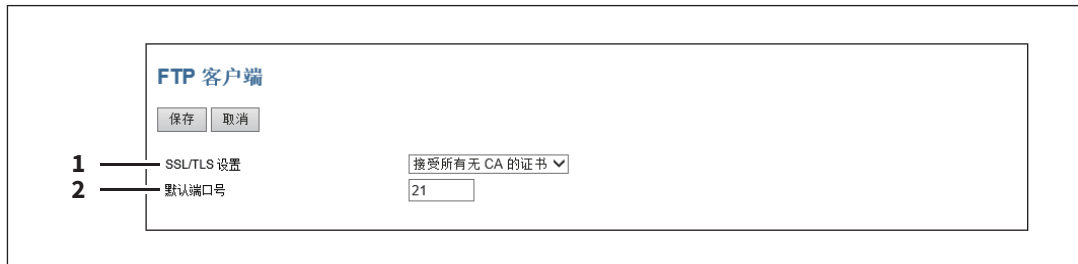 FTP 客户端
保存 取消
1 SSL/TLS 设置 接受所有无 CA 的证书
2 默认端口号 21